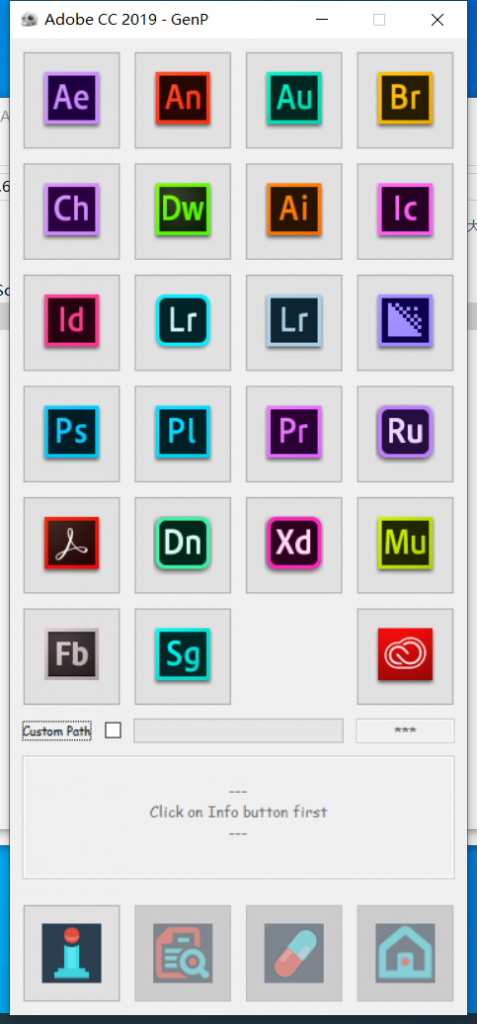 Adobe CC 2019 - GenP
Ae An Au Br
Ch Dw Ai Ic
Id Lr Lr
Ps Pl Pr Ru
Dn Xd Mu
Fb Sg
Custom Path
***
---
Click on Info button first
---